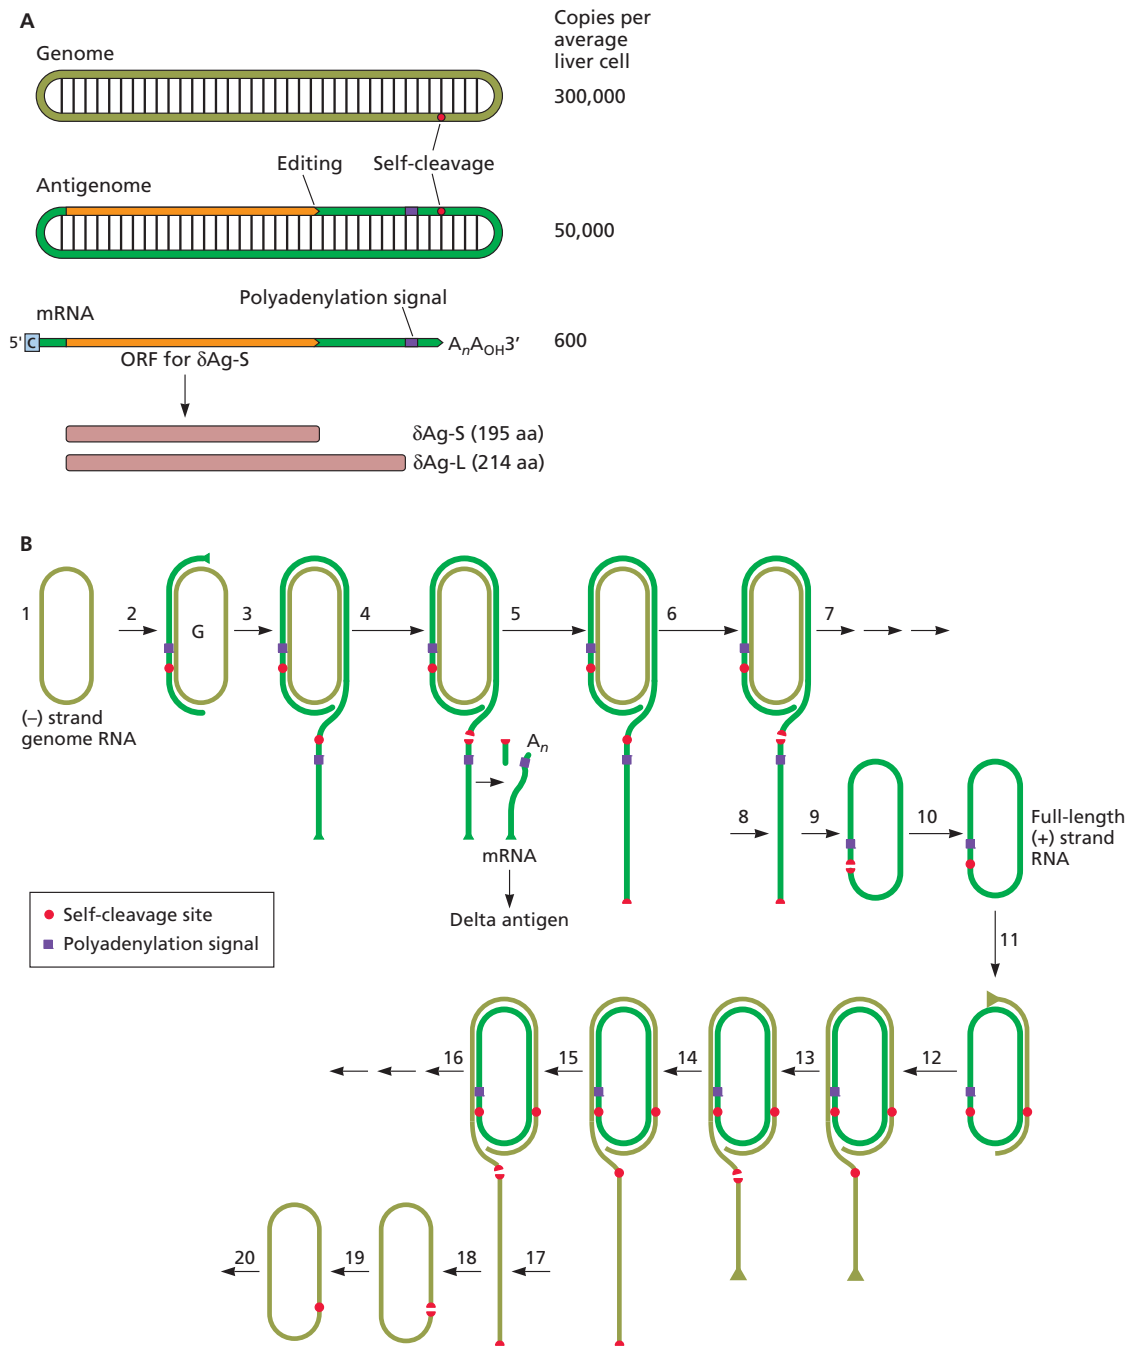 A
Copies per
average
liver cell
Genome
300,000
Editing
Self-cleavage
Antigenome
50,000
Polyadenylation signal
mRNA
5' C
AnAOH3′
600
ORF for δAg-S
δAg-S (195 aa)
δAg-L (214 aa)
B
1
2
3
4
5
6
7
G
(–) strand
genome RNA
An
mRNA
Delta antigen
8
9
10
Full-length
(+) strand
RNA
Self-cleavage site
Polyadenylation signal
11
16
15
14
13
12
20
19
18
17